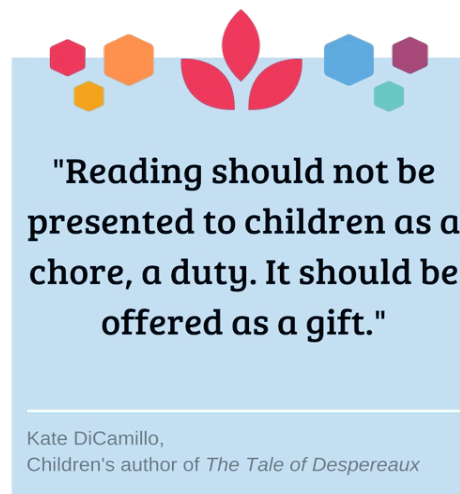 "Reading should not be
presented to children as a
chore, a duty. It should be
offered as a gift."
Kate DiCamillo,
Children's author of The Tale of Despereaux